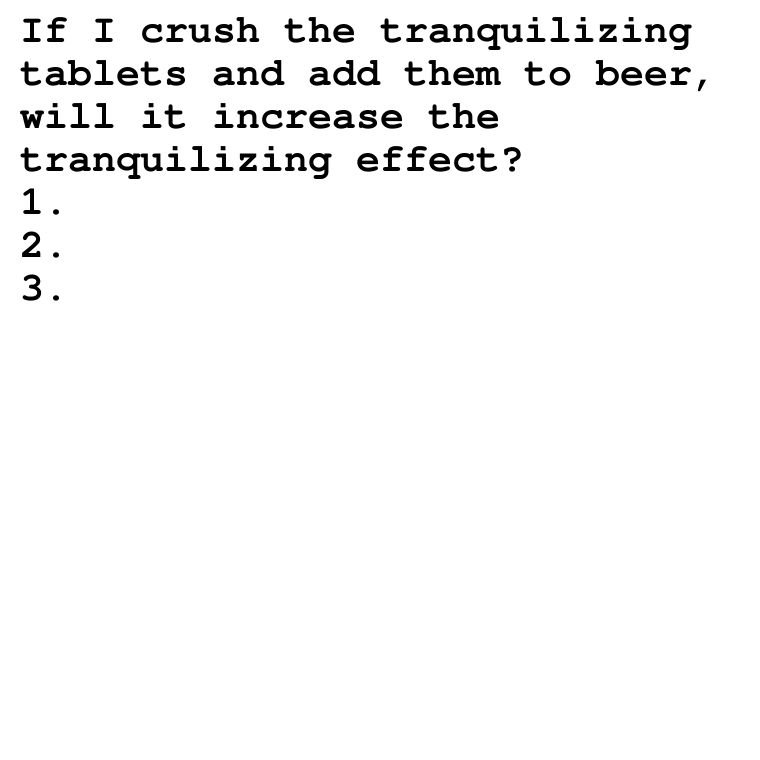 If I crush the tranquilizing
tablets and add them to beer,
will it increase the
tranquilizing effect?
1.
2.
3.